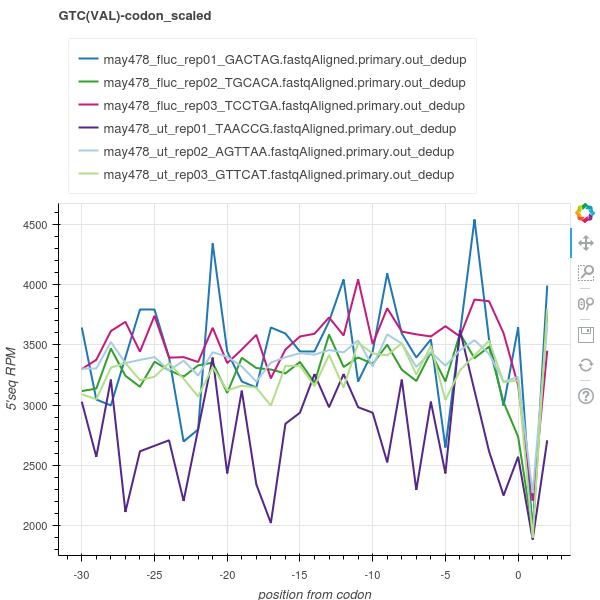 GTC(VAL)-codon_scaled
may478_fluc_rep01_GACTAG.fastqAligned.primary.out_dedup
may478_fluc_rep02_TGCACA.fastqAligned.primary.out_dedup
may478_fluc_rep03_TCCTGA.fastqAligned.primary.out_dedup
may478_ut_rep01_TAACCG.fastqAligned.primary.out_dedup
may478_ut_rep02_AGTTAA.fastqAligned.primary.out_dedup
may478_ut_rep03_GTTCAT.fastqAligned.primary.out_dedup
4500
4000
3500
3000
2500
2000
5'seq RPM
-30 -25 -20 -15 -10 -5 0
position from codon